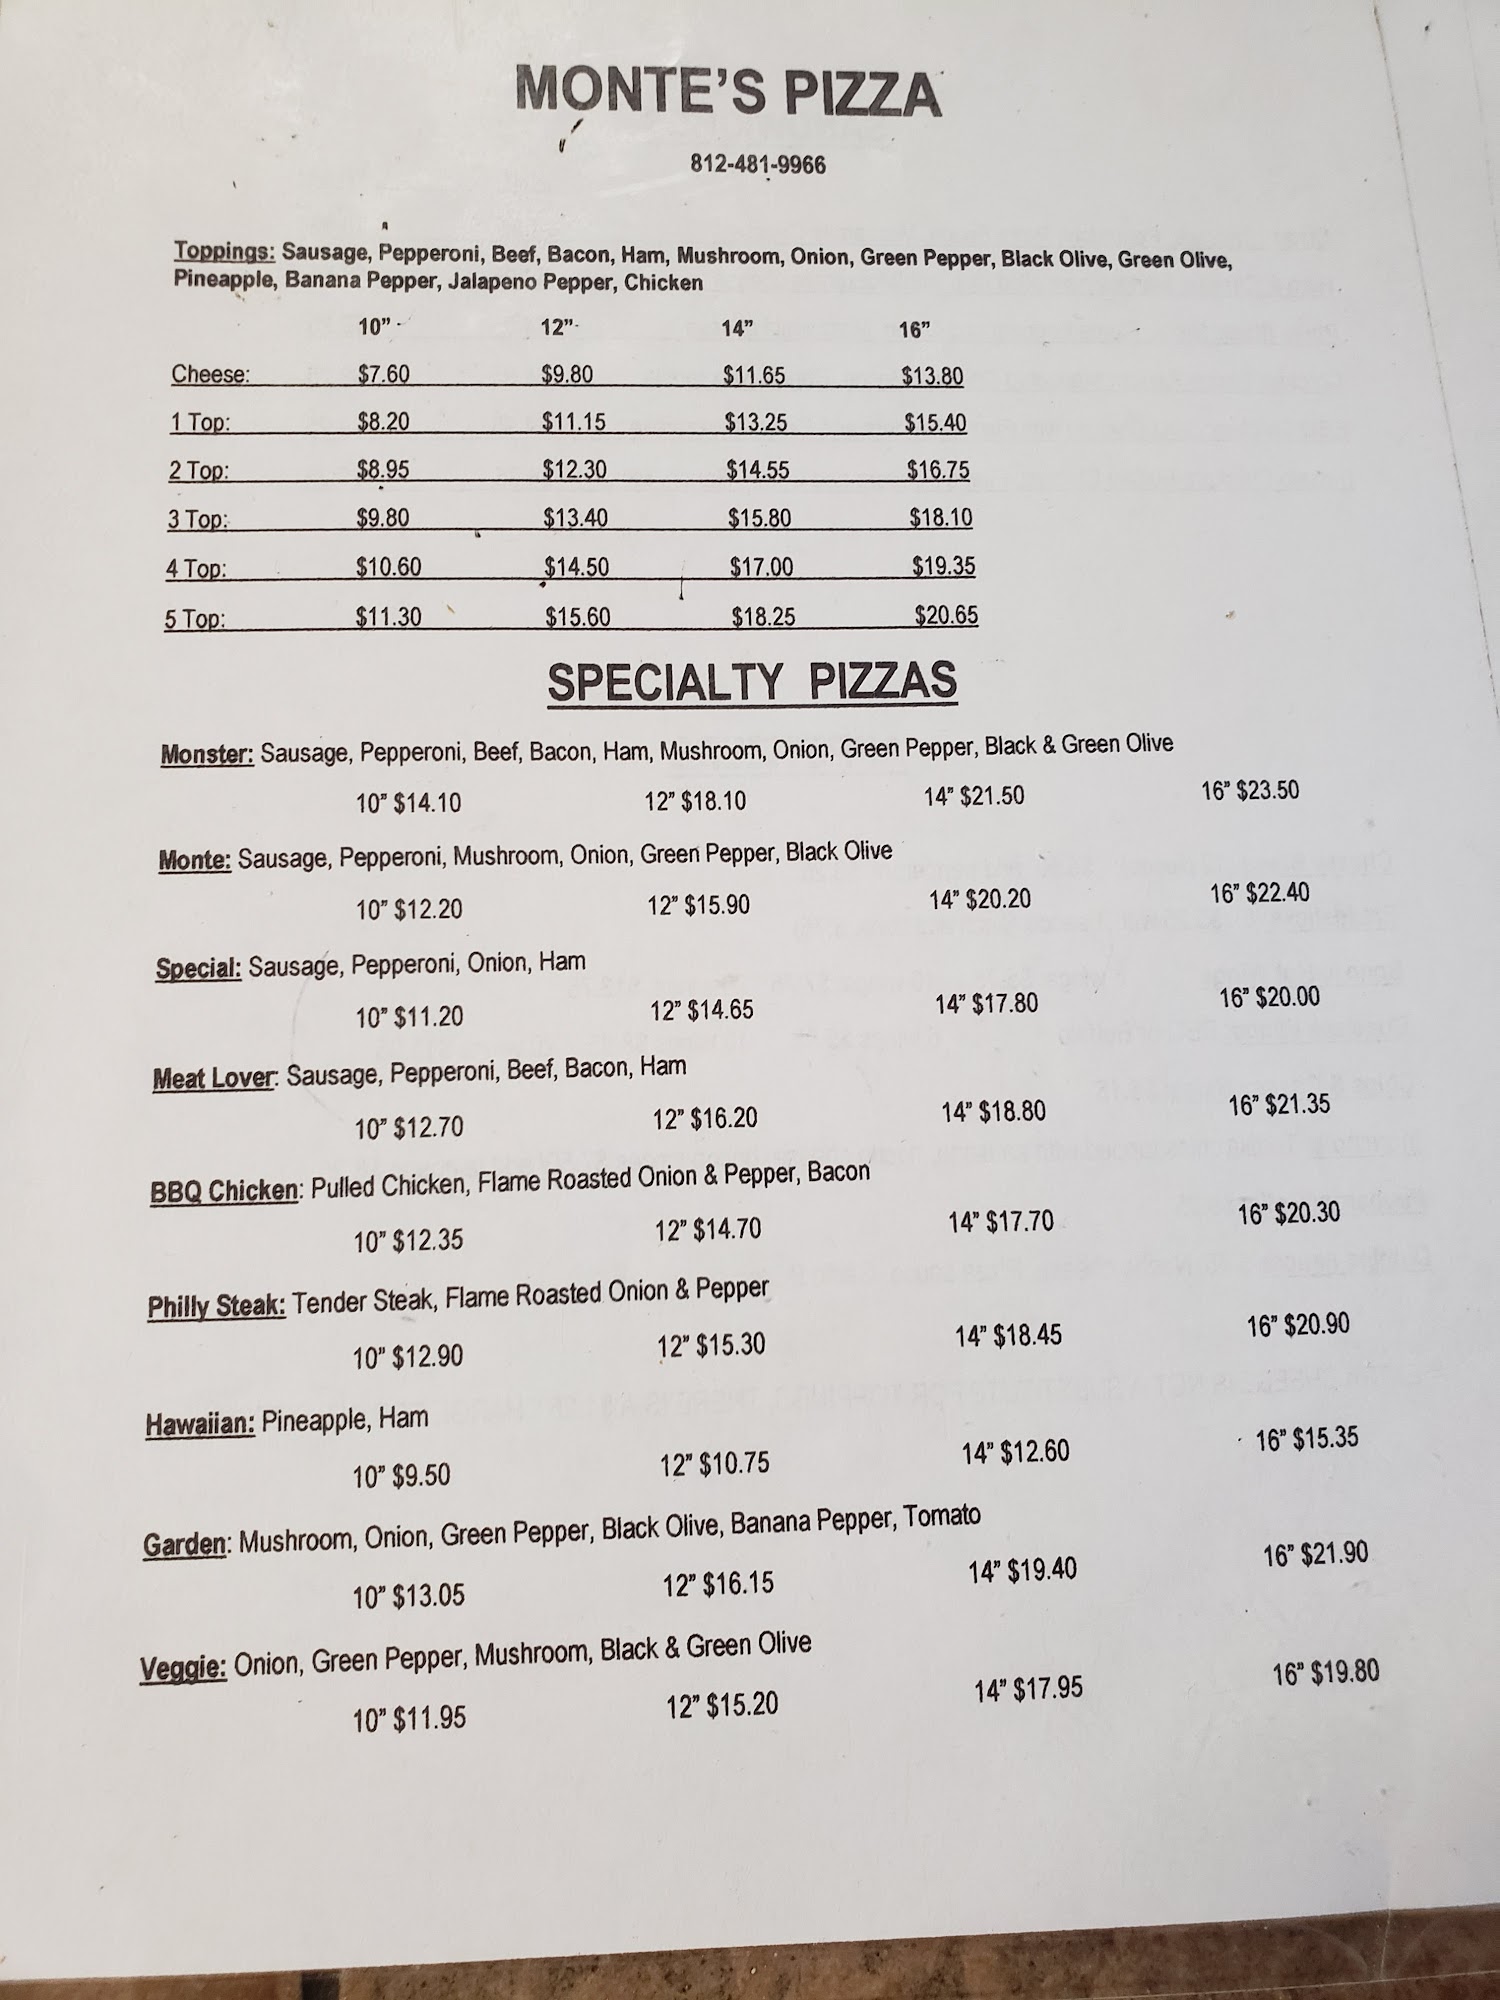 MONTE'S PIZZA
812-481-9966
Toppings: Sausage, Pepperoni, Beef, Bacon, Ham, Mushroom, Onion, Green Pepper, Black Olive, Green Olive,
Pineapple, Banana Pepper, Jalapeno Pepper, Chicken
10" 12" 14" 16"
Cheese: $7.60 $9.80 $11.65 $13.80
1 Top: $8.20 $11.15 $13.25 $15.40
2 Top: $8.95 $12.30 $14.55 $16.75
3 Top: $9.80 $13.40 $15.80 $18.10
4 Top: $10.60 $14.50 $17.00 $19.35
5 Top: $11.30 $15.60 $18.25 $20.65
SPECIALTY PIZZAS
Monster: Sausage, Pepperoni, Beef, Bacon, Ham, Mushroom, Onion, Green Pepper, Black & Green Olive
10" $14.10 12" $18.10 14" $21.50 16" $23.50
Monte: Sausage, Pepperoni, Mushroom, Onion, Green Pepper, Black Olive
10" $12.20 12" $15.90 14" $20.20 16" $22.40
Special: Sausage, Pepperoni, Onion, Ham
10" $11.20 12" $14.65 14" $17.80 16" $20.00
Meat Lover: Sausage, Pepperoni, Beef, Bacon, Ham
10" $12.70 12" $16.20 14" $18.80 16" $21.35
BBQ Chicken: Pulled Chicken, Flame Roasted Onion & Pepper, Bacon
10" $12.35 12" $14.70 14" $17.70 16" $20.30
Philly Steak: Tender Steak, Flame Roasted Onion & Pepper
10" $12.90 12" $15.30 14" $18.45 16" $20.90
Hawaiian: Pineapple, Ham
10" $9.50 12" $10.75 14" $12.60 16" $15.35
Garden: Mushroom, Onion, Green Pepper, Black Olive, Banana Pepper, Tomato
10" $13.05 12" $16.15 14" $19.40 16" $21.90
Veggie: Onion, Green Pepper, Mushroom, Black & Green Olive
10" $11.95 12" $15.20 14" $17.95 16" $19.80